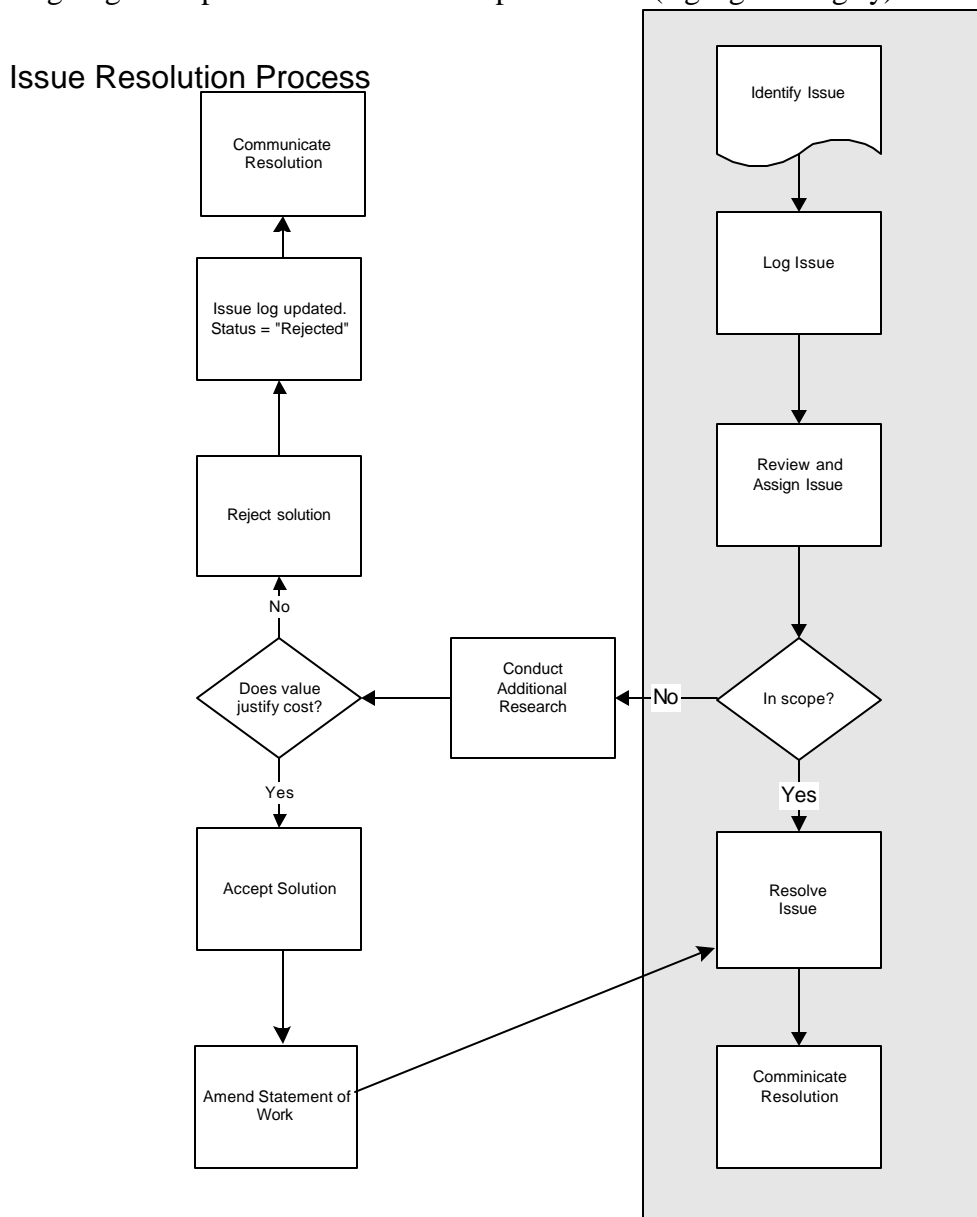 Issue Resolution Process
Identify Issue
Communicate
Resolution
Log Issue
Issue log updated.
Status = "Rejected"
Review and
Assign Issue
Reject solution
No
Does value
justify cost?
Conduct
Additional
Research
No
In scope?
Yes
Yes
Accept Solution
Resolve
Issue
Amend Statement of
Work
Comminicate
Resolution